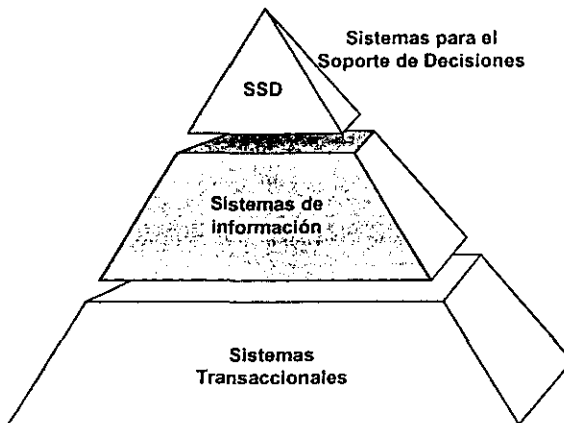 Sistemas para el
Soporte de Decisiones
SSD
Sistemas de
información
Sistemas
Transaccionales